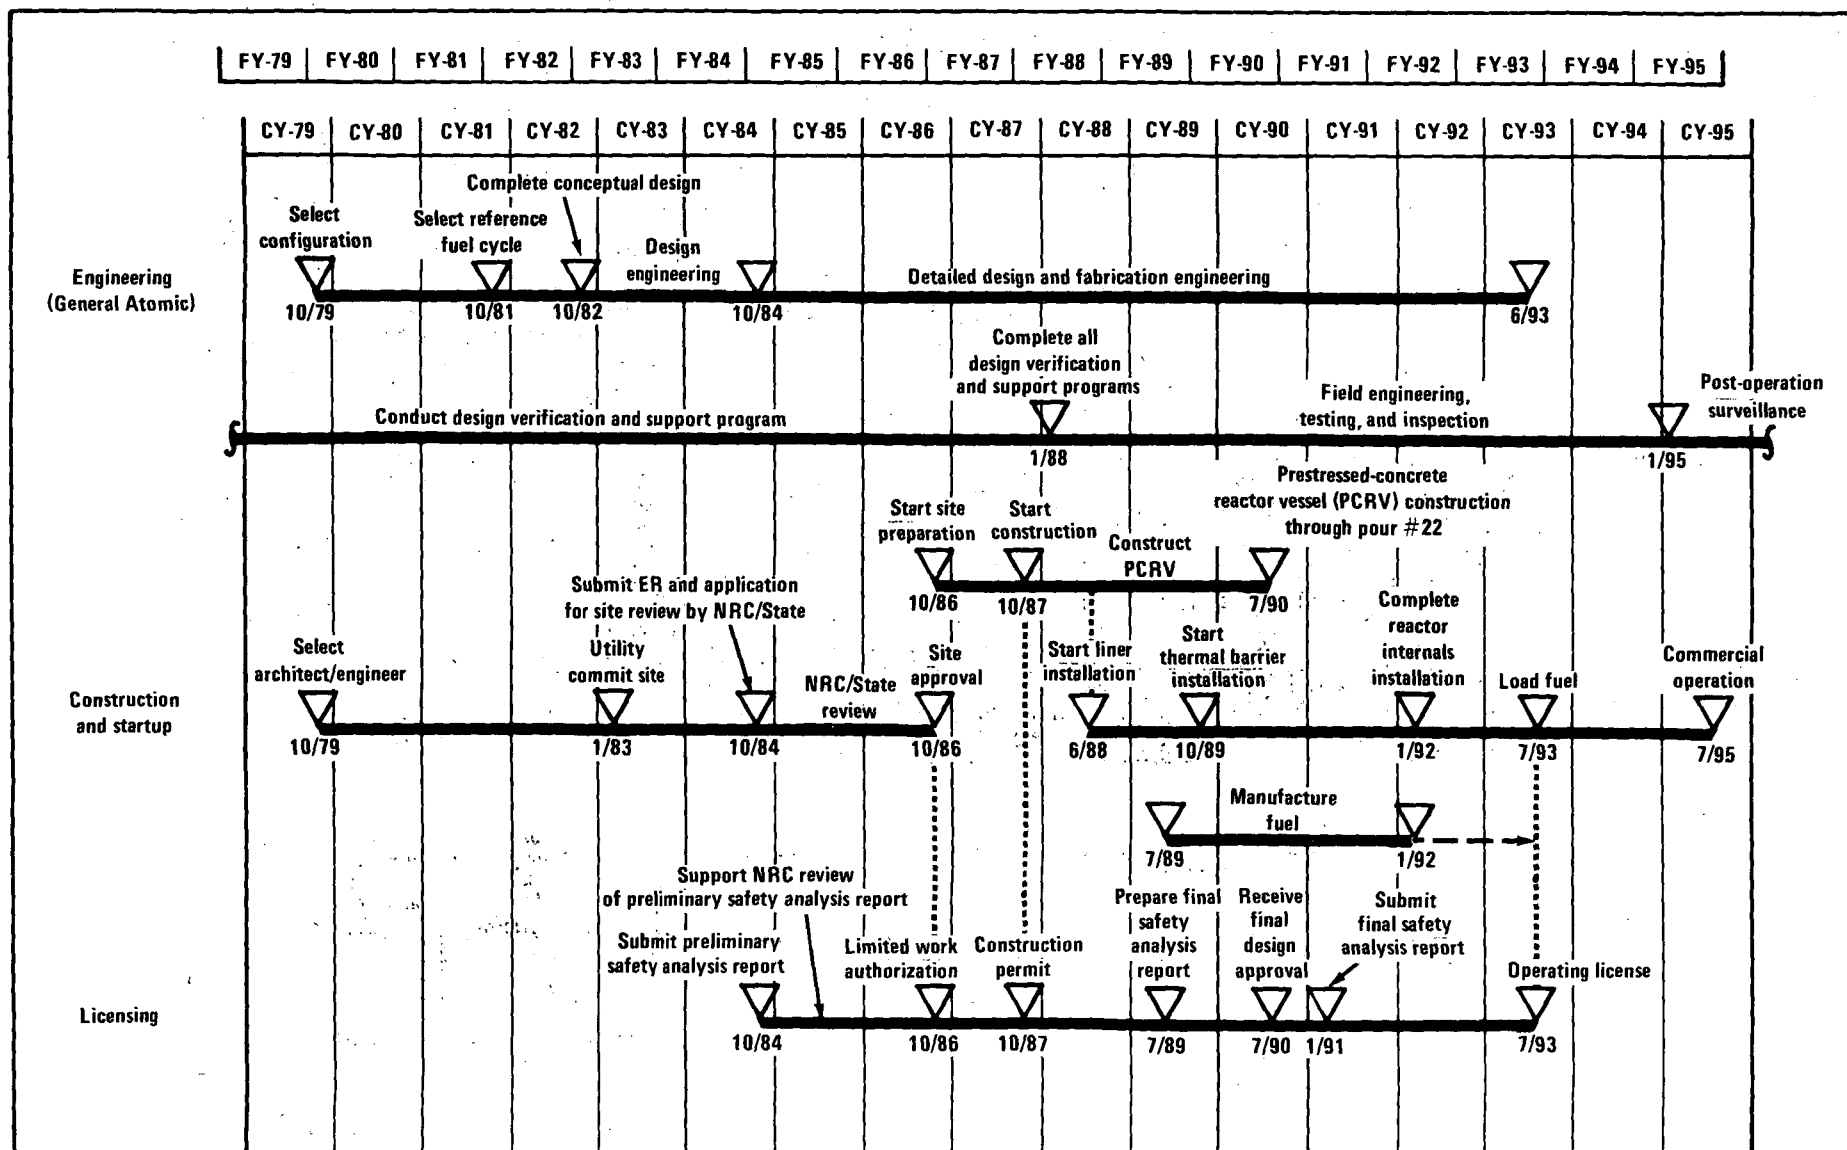 FY-79 FY-80 FY-81 FY-82 FY-83 FY-84 FY-85 FY-86 FY-87 FY-88 FY-89 FY-90 FY-91 FY-92 FY-93 FY-94 FY-95
CY-79 CY-80 CY-81 CY-82 CY-83 CY-84 CY-85 CY-86 CY-87 CY-88 CY-89 CY-90 CY-91 CY-92 CY-93 CY-94 CY-95
Engineering
(General Atomic)
Select
configuration
10/79
Select reference
fuel cycle
10/81
Complete conceptual design
10/82
Design
engineering
10/84
Detailed design and fabrication engineering
6/93
Conduct design verification and support program
Complete all
design verification
and support programs
1/88
Field engineering,
testing, and inspection
1/95
Post-operation
surveillance
Construction
and startup
Start site
preparation
10/86
Start
construction
10/87
Construct
PCRV
Prestressed-concrete
reactor vessel (PCRV) construction
through pour #22
7/90
Select
architect/engineer
10/79
Utility
commit site
1/83
Submit ER and application
for site review by NRC/State
10/84
NRC/State
review
Site
approval
10/86
Start liner
installation
6/88
Start
thermal barrier
installation
10/89
Complete
reactor
internals
installation
1/92
Load fuel
7/93
Commercial
operation
7/95
Manufacture
fuel
7/89
1/92
Licensing
Submit preliminary
safety analysis report
10/84
Support NRC review
of preliminary safety analysis report
Limited work
authorization
10/86
Construction
permit
10/87
Prepare final
safety
analysis
report
7/89
Receive
final
design
approval
7/90
Submit
final safety
analysis report
1/91
Operating license
7/93